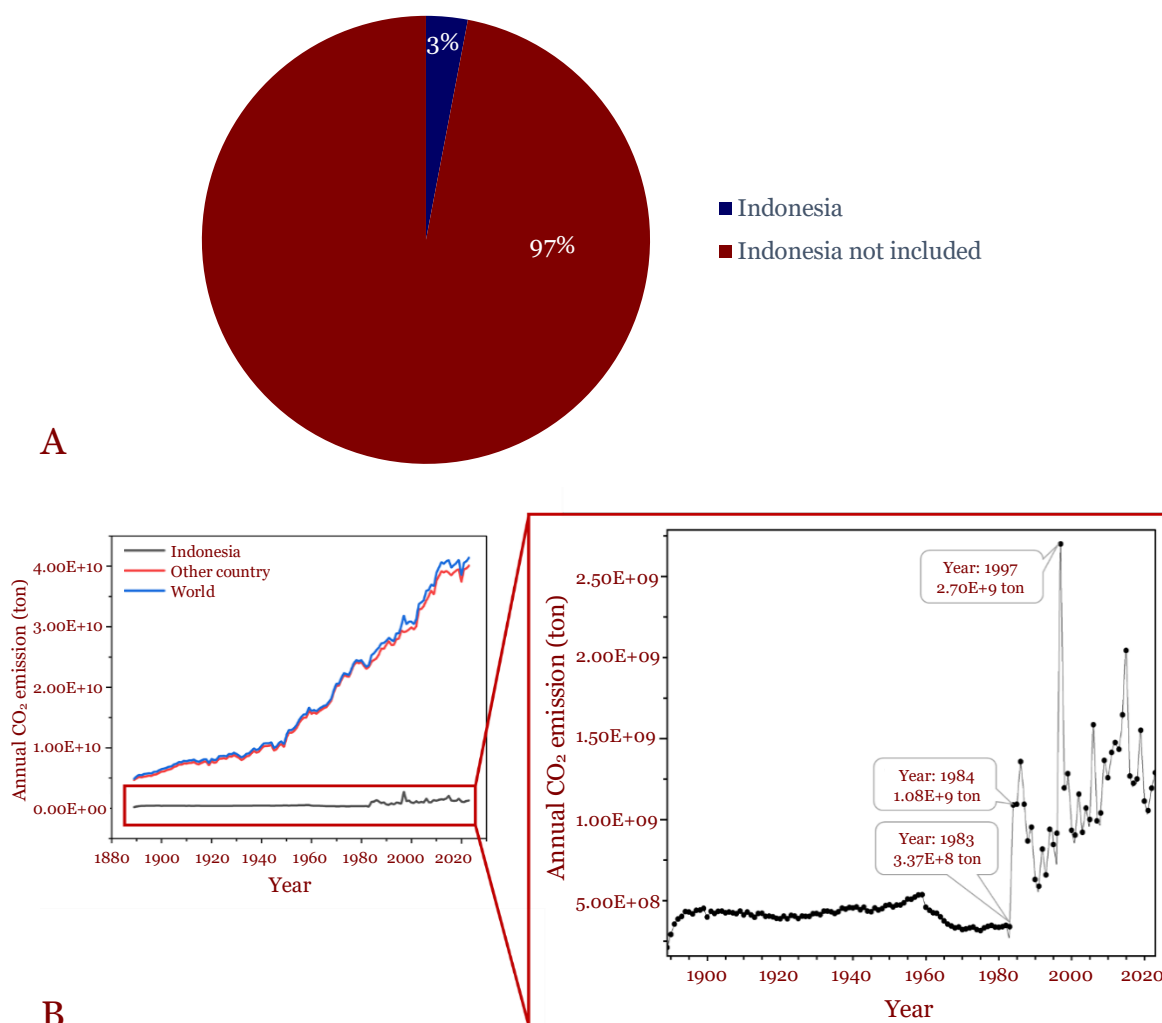 3%
97%
Indonesia
Indonesia not included
A
Indonesia
Other country
World
Annual CO₂ emission (ton)
4.00E+10
3.00E+10
2.00E+10
1.00E+10
0.00E+00
1880 1900 1920 1940 1960 1980 2000 2020
Year
Annual CO₂ emission (ton)
2.50E+09
2.00E+09
1.50E+09
1.00E+09
5.00E+08
Year: 1997
2.70E+9 ton
Year: 1984
1.08E+9 ton
Year: 1983
3.37E+8 ton
1900 1920 1940 1960 1980 2000 2020
Year
B